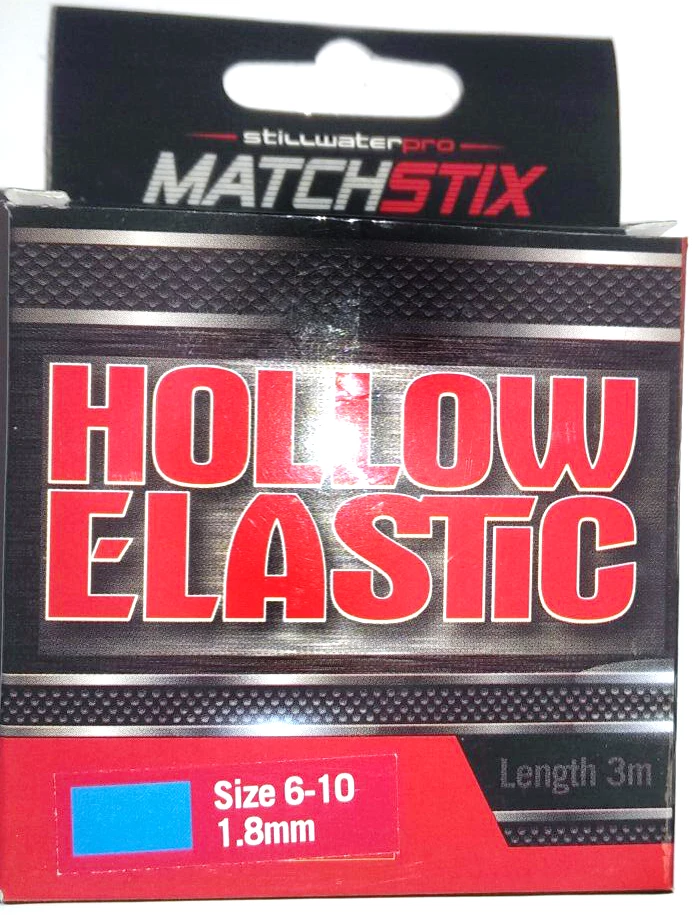 stillwaterpro
MATCHSTIX
HOLLOW
ELASTiC
Length 3m
Size 6-10
1.8mm